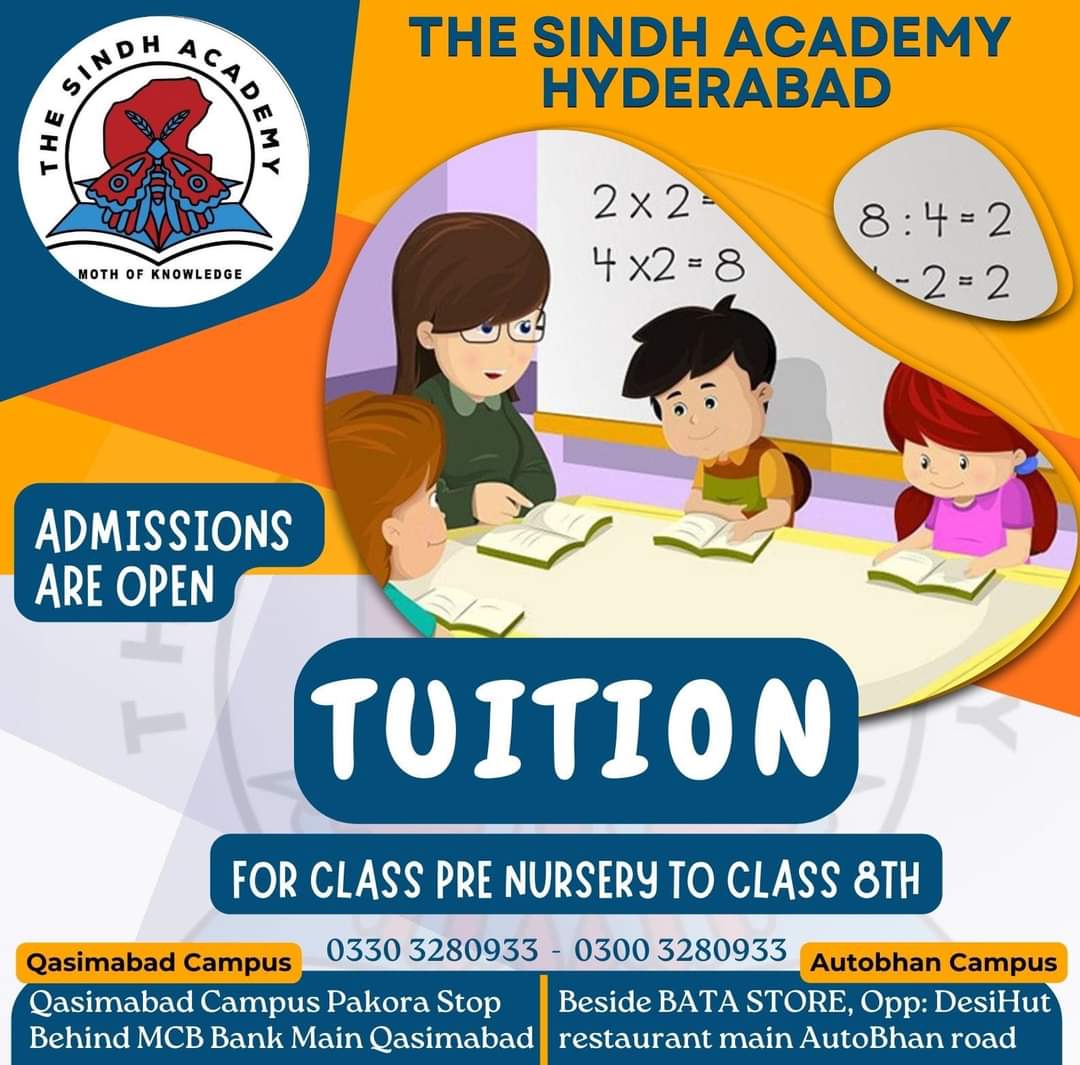 THE SINDH ACADEMY
MOTH OF KNOWLEDGE
THE SINDH ACADEMY
HYDERABAD
2 x 2 =
4 x2 = 8
8 : 4 = 2
- 2 = 2
ADMISSIONS
ARE OPEN
TUITION
FOR CLASS PRE NURSERY TO CLASS 8TH
0330 3280933 - 0300 3280933
Qasimabad Campus
Qasimabad Campus Pakora Stop
Behind MCB Bank Main Qasimabad
Autobhan Campus
Beside BATA STORE, Opp: DesiHut
restaurant main AutoBhan road